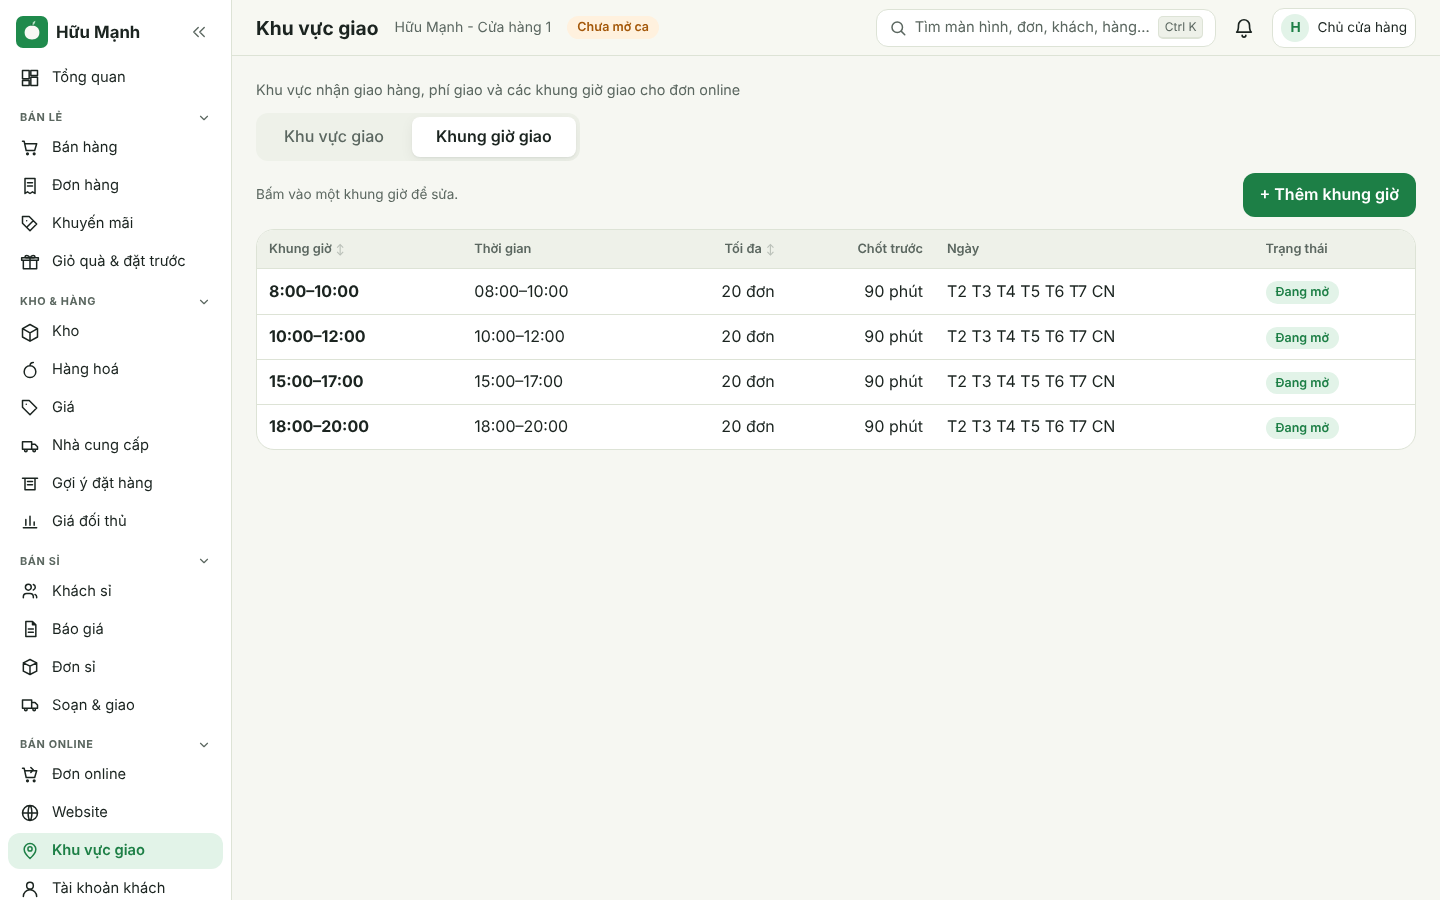 Hữu Mạnh
Tổng quan
BÁN LẺ
Bán hàng
Đơn hàng
Khuyến mãi
Giỏ quà & đặt trước
KHO & HÀNG
Kho
Hàng hoá
Giá
Nhà cung cấp
Gợi ý đặt hàng
Giá đối thủ
BÁN SỈ
Khách sỉ
Báo giá
Đơn sỉ
Soạn & giao
BÁN ONLINE
Đơn online
Website
Khu vực giao
Tài khoản khách
Khu vực giao Hữu Mạnh - Cửa hàng 1 Chưa mở ca Tìm màn hình, đơn, khách, hàng... Ctrl K H Chủ cửa hàng
Khu vực nhận giao hàng, phí giao và các khung giờ giao cho đơn online
Khu vực giao Khung giờ giao
Bấm vào một khung giờ để sửa. + Thêm khung giờ
Khung giờ Thời gian Tối đa Chốt trước Ngày Trạng thái
8:00–10:00 08:00–10:00 20 đơn 90 phút T2 T3 T4 T5 T6 T7 CN Đang mở
10:00–12:00 10:00–12:00 20 đơn 90 phút T2 T3 T4 T5 T6 T7 CN Đang mở
15:00–17:00 15:00–17:00 20 đơn 90 phút T2 T3 T4 T5 T6 T7 CN Đang mở
18:00–20:00 18:00–20:00 20 đơn 90 phút T2 T3 T4 T5 T6 T7 CN Đang mở